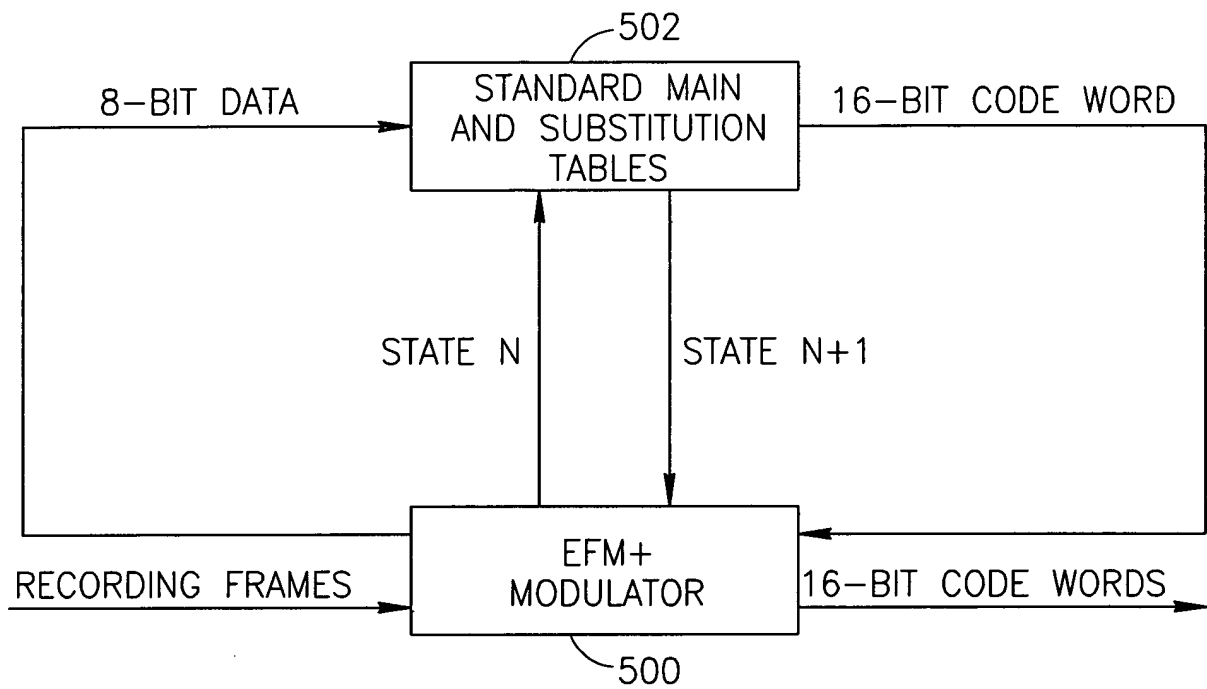 502
8-BIT DATA
STANDARD MAIN
AND SUBSTITUTION
TABLES
16-BIT CODE WORD
STATE N
STATE N+1
EFM+
MODULATOR
RECORDING FRAMES
16-BIT CODE WORDS
500